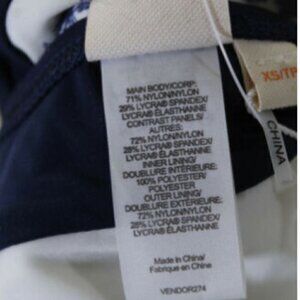 MAIN BODY/CORP:
71% NYLON/NYLON
29% LYCRA® SPANDEX/
LYCRA® ÉLASTHANNE
CONTRAST PANELS/
AUTRES:
72% NYLON/NYLON
28% LYCRA® SPANDEX/
LYCRA® ÉLASTHANNE
INNER LINING/
DOUBLURE INTÉRIEURE:
100% POLYESTER/
POLYESTER
OUTER LINING/
DOUBLURE EXTÉRIEURE:
72% NYLON/NYLON
28% LYCRA® SPANDEX/
LYCRA® ÉLASTHANNE
Made in China/
Fabriqué en Chine
VENDOR274
XS/TP
CHINA